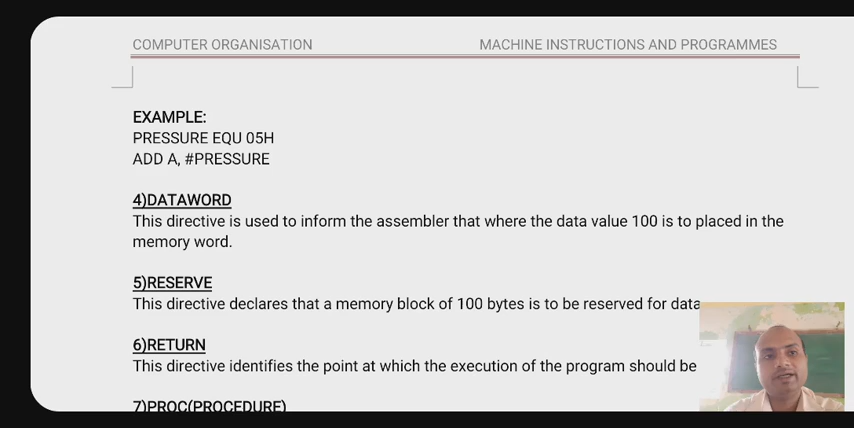 COMPUTER ORGANISATION MACHINE INSTRUCTIONS AND PROGRAMMES
EXAMPLE:
PRESSURE EQU 05H
ADD A, #PRESSURE
4)DATAWORD
This directive is used to inform the assembler that where the data value 100 is to placed in the
memory word.
5)RESERVE
This directive declares that a memory block of 100 bytes is to be reserved for data
6)RETURN
This directive identifies the point at which the execution of the program should be
7)PROC(PROCEDURE)